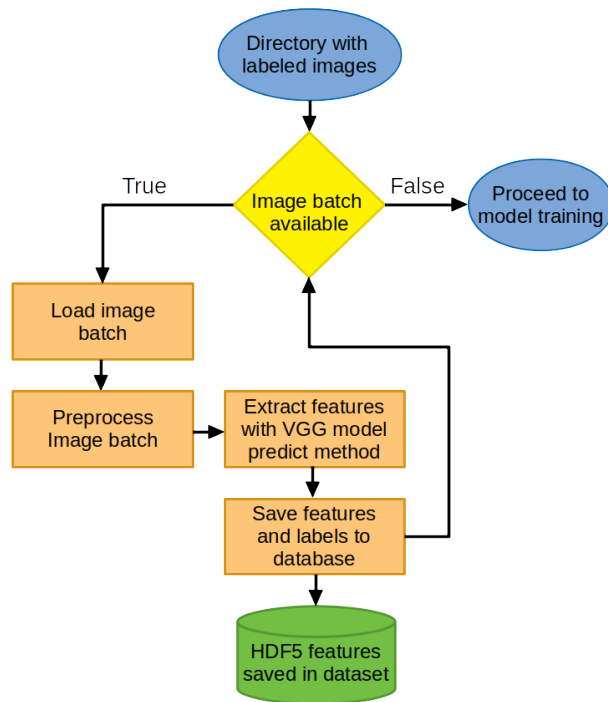 Directory with
labeled images
True
Image batch
available
False
Proceed to
model training
Load image
batch
Preprocess
Image batch
Extract features
with VGG model
predict method
Save features
and labels to
database
HDF5 features
saved in dataset